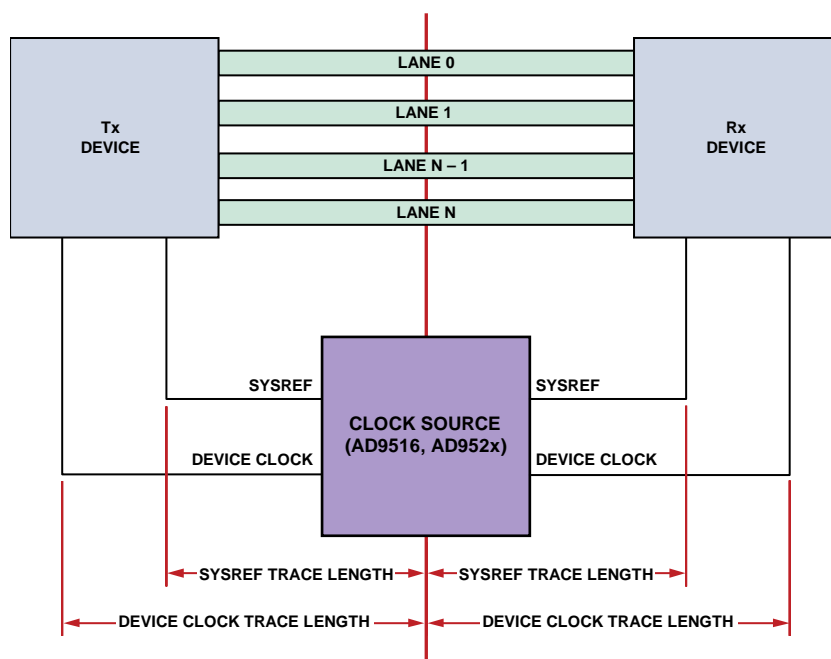 LANE 0
LANE 1
LANE N – 1
LANE N
Tx
DEVICE
Rx
DEVICE
SYSREF
SYSREF
CLOCK SOURCE
(AD9516, AD952x)
DEVICE CLOCK
DEVICE CLOCK
SYSREF TRACE LENGTH
SYSREF TRACE LENGTH
DEVICE CLOCK TRACE LENGTH
DEVICE CLOCK TRACE LENGTH